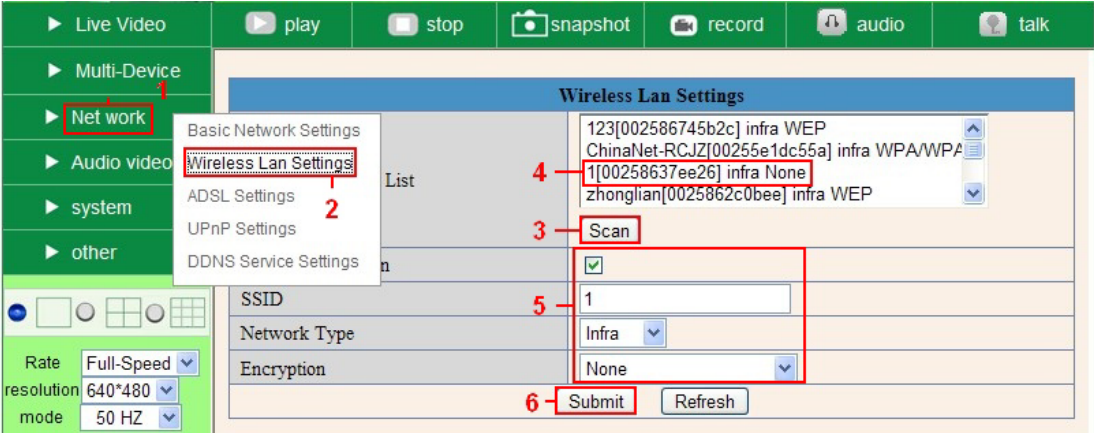 Live Video
play
stop
snapshot
record
audio
talk
Multi-Device
1
Net work
Audio video
system
other
Basic Network Settings
Wireless Lan Settings
2
ADSL Settings
UPnP Settings
DDNS Service Settings
Wireless Lan Settings
List
123[002586745b2c] infra WEP
ChinaNet-RCJZ[00255e1dc55a] infra WPA/WPA
4
1[00258637ee26] infra None
zhonglian[0025862c0bee] infra WEP
3
Scan
n
5
SSID
1
Network Type
Infra
Encryption
None
6
Submit
Refresh
Rate
Full-Speed
resolution
640*480
mode
50 HZ